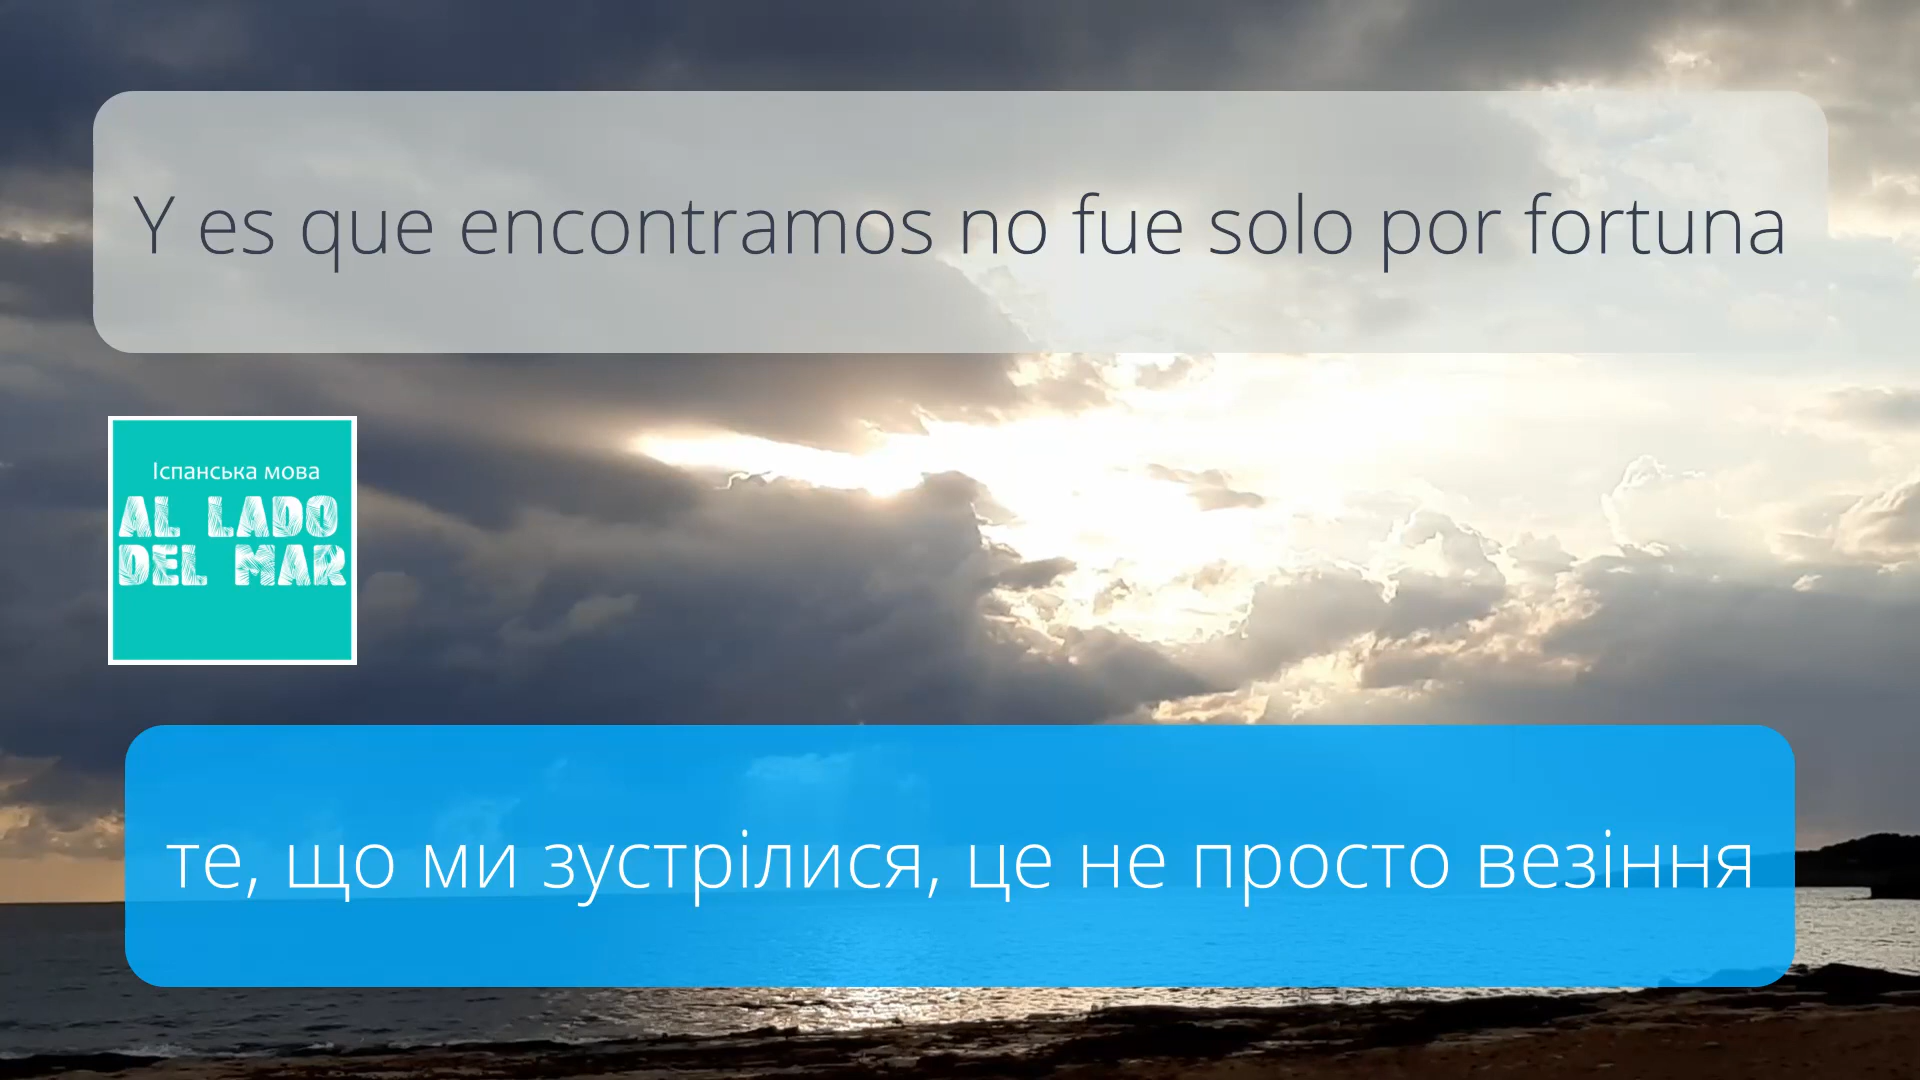 Y es que encontramos no fue solo por fortuna
Іспанська мова
AL LADO
DEL MAR
те, що ми зустрілися, це не просто везіння